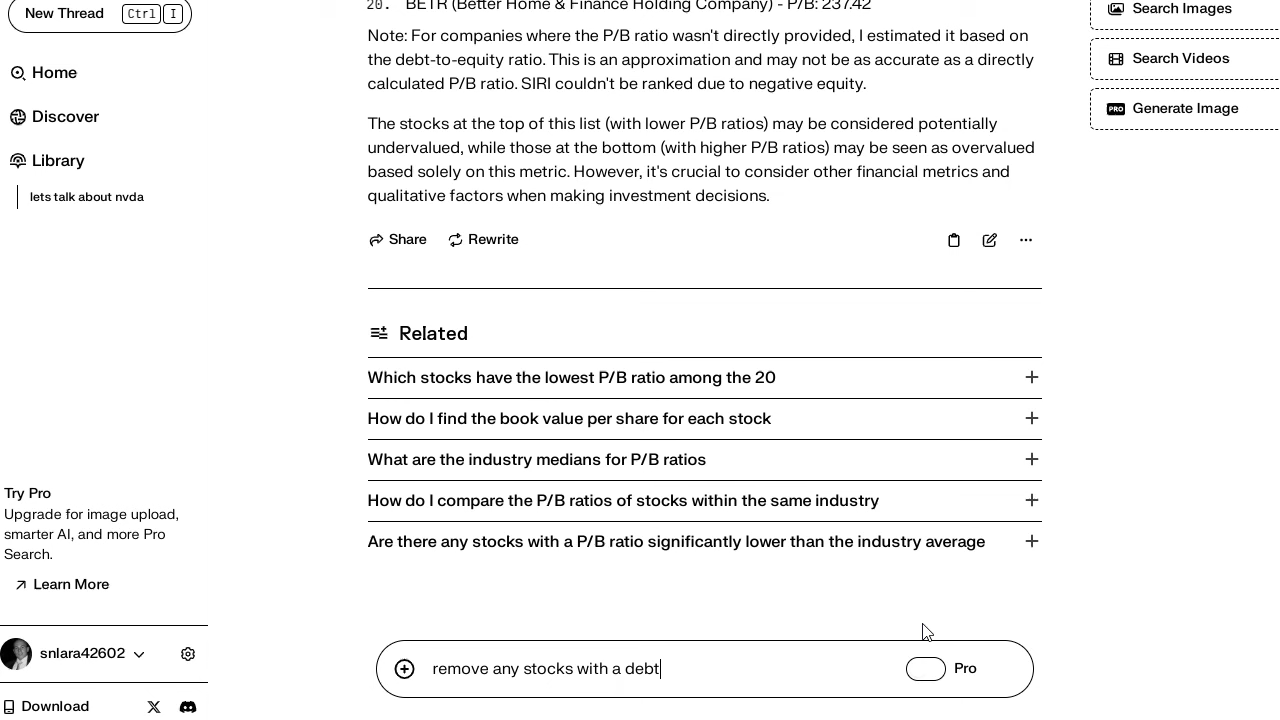 New Thread Ctrl I
Home
Discover
Library
lets talk about nvda
Try Pro
Upgrade for image upload,
smarter AI, and more Pro
Search.
Learn More
snlara42602
Download
20. BETR (Better Home & Finance Holding Company) - P/B: 237.42
Note: For companies where the P/B ratio wasn't directly provided, I estimated it based on
the debt-to-equity ratio. This is an approximation and may not be as accurate as a directly
calculated P/B ratio. SIRI couldn't be ranked due to negative equity.
The stocks at the top of this list (with lower P/B ratios) may be considered potentially
undervalued, while those at the bottom (with higher P/B ratios) may be seen as overvalued
based solely on this metric. However, it's crucial to consider other financial metrics and
qualitative factors when making investment decisions.
Share Rewrite
Related
Which stocks have the lowest P/B ratio among the 20
How do I find the book value per share for each stock
What are the industry medians for P/B ratios
How do I compare the P/B ratios of stocks within the same industry
Are there any stocks with a P/B ratio significantly lower than the industry average
remove any stocks with a debt
Pro
Search Images
Search Videos
PRO Generate Image